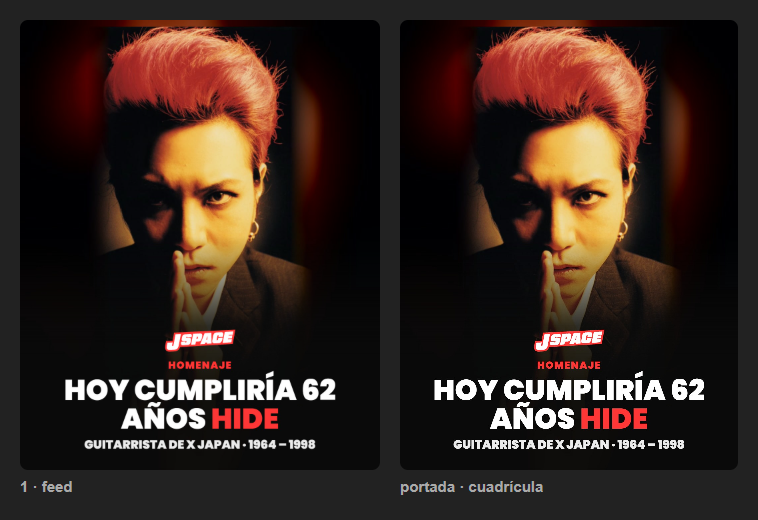 JSPACE
HOMENAJE
HOY CUMPLIRÍA 62
AÑOS HIDE
GUITARRISTA DE X JAPAN · 1964 – 1998
1 · feed
JSPACE
HOMENAJE
HOY CUMPLIRÍA 62
AÑOS HIDE
GUITARRISTA DE X JAPAN · 1964 – 1998
portada · cuadrícula